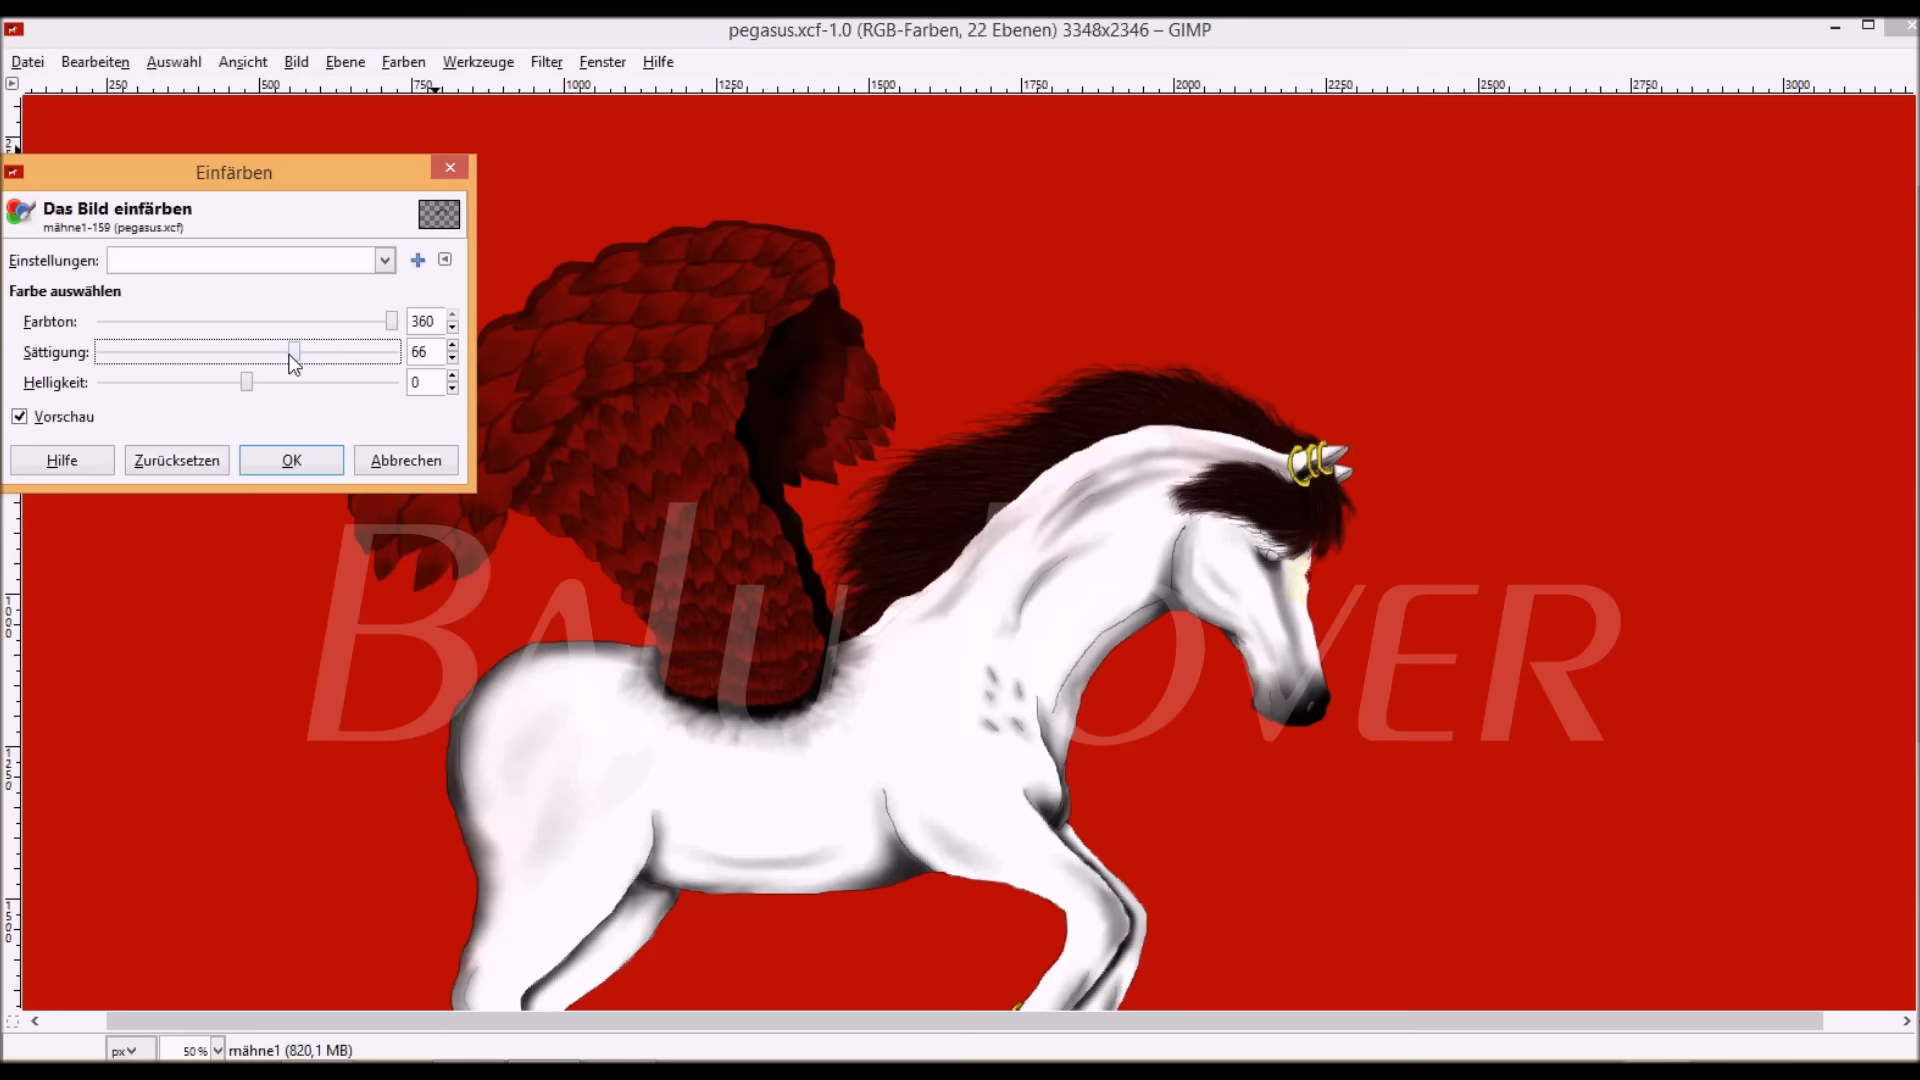 pegasus.xcf-1.0 (RGB-Farben, 22 Ebenen) 3348x2346 – GIMP
Datei Bearbeiten Auswahl Ansicht Bild Ebene Farben Werkzeuge Filter Fenster Hilfe
250 500 750 1000 1250 1500 1750 2000 2250 2500 2750 3000
Einfärben
Das Bild einfärben
mähne1-159 (pegasus.xcf)
Einstellungen:
Farbe auswählen
Farbton: 360
Sättigung: 66
Helligkeit: 0
Vorschau
Hilfe Zurücksetzen OK Abbrechen
1000
1250
1500
px 50 % mähne1 (820,1 MB)